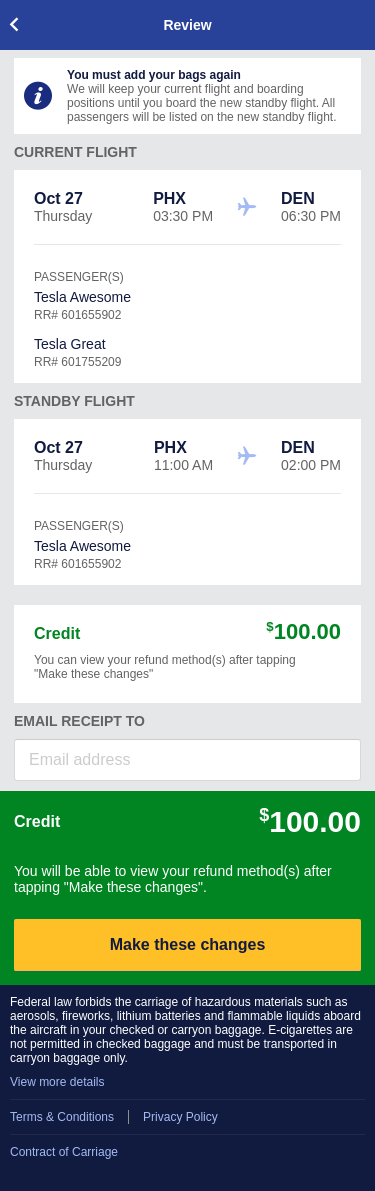 Review
You must add your bags again
We will keep your current flight and boarding
positions until you board the new standby flight. All
passengers will be listed on the new standby flight.
CURRENT FLIGHT
Oct 27 PHX DEN
Thursday 03:30 PM 06:30 PM
PASSENGER(S)
Tesla Awesome
RR# 601655902
Tesla Great
RR# 601755209
STANDBY FLIGHT
Oct 27 PHX DEN
Thursday 11:00 AM 02:00 PM
PASSENGER(S)
Tesla Awesome
RR# 601655902
Credit $100.00
You can view your refund method(s) after tapping
"Make these changes"
EMAIL RECEIPT TO
Email address
Credit $100.00
You will be able to view your refund method(s) after
tapping "Make these changes".
Make these changes
Federal law forbids the carriage of hazardous materials such as
aerosols, fireworks, lithium batteries and flammable liquids aboard
the aircraft in your checked or carryon baggage. E-cigarettes are
not permitted in checked baggage and must be transported in
carryon baggage only.
View more details
Terms & Conditions Privacy Policy
Contract of Carriage